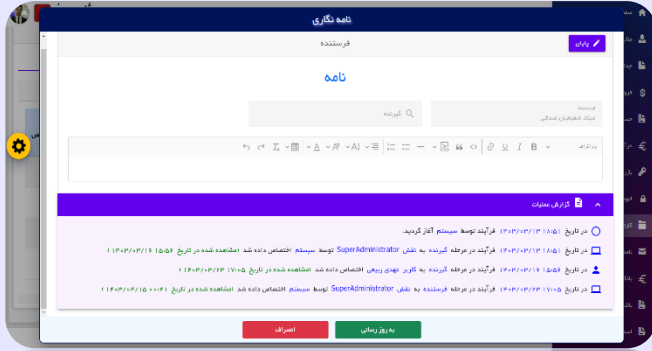 نامه نگاری
فرستنده
پایان
نامه
فرستنده
میثاد شفیعیان صدفی
گیرنده
پاراگراف
گزارش عملیات
در تاریخ ۱۴۰۳/۰۳/۱۳ ۱۸:۵۱ فرآیند توسط سیستم آغاز گردید.
در تاریخ ۱۴۰۳/۰۳/۱۳ ۱۸:۵۱ فرآیند در مرحله گیرنده به نقش SuperAdministrator توسط سیستم اختصاص داده شد (مشاهده شده در تاریخ ۱۴۰۳/۰۳/۱۶ ۱۵:۵۶)
در تاریخ ۱۴۰۳/۰۳/۱۶ ۱۵:۵۶ فرآیند در مرحله گیرنده به کاربر مهدی ربیعی اختصاص داده شد (مشاهده شده در تاریخ ۱۴۰۳/۰۳/۲۳ ۱۷:۰۵)
در تاریخ ۱۴۰۳/۰۳/۲۳ ۱۷:۰۵ فرآیند در مرحله فرستنده به نقش SuperAdministrator توسط سیستم اختصاص داده شد (مشاهده شده در تاریخ ۱۴۰۳/۰۴/۱۵ ۰۰:۴۱)
به روز رسانی
انصراف